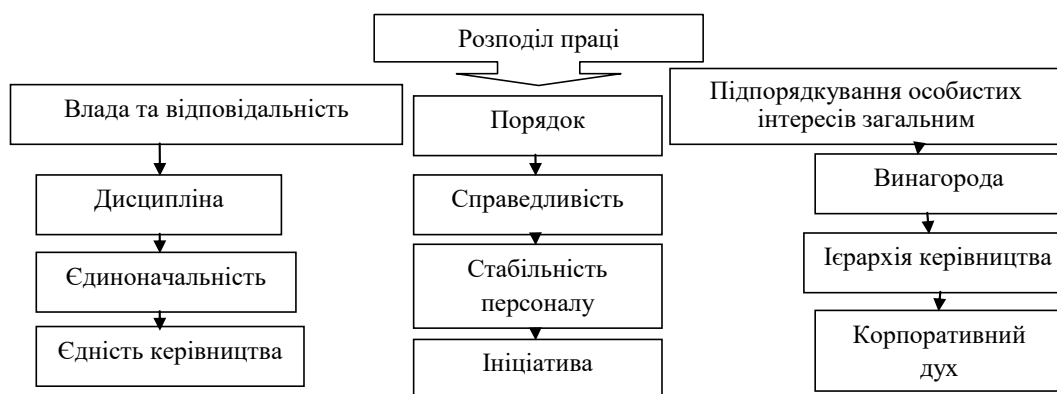 Розподіл праці
Влада та відповідальність
Дисципліна
Єдиноначальність
Єдність керівництва
Порядок
Справедливість
Стабільність
персоналу
Ініціатива
Підпорядкування особистих
інтересів загальним
Винагорода
Ієрархія керівництва
Корпоративний
дух